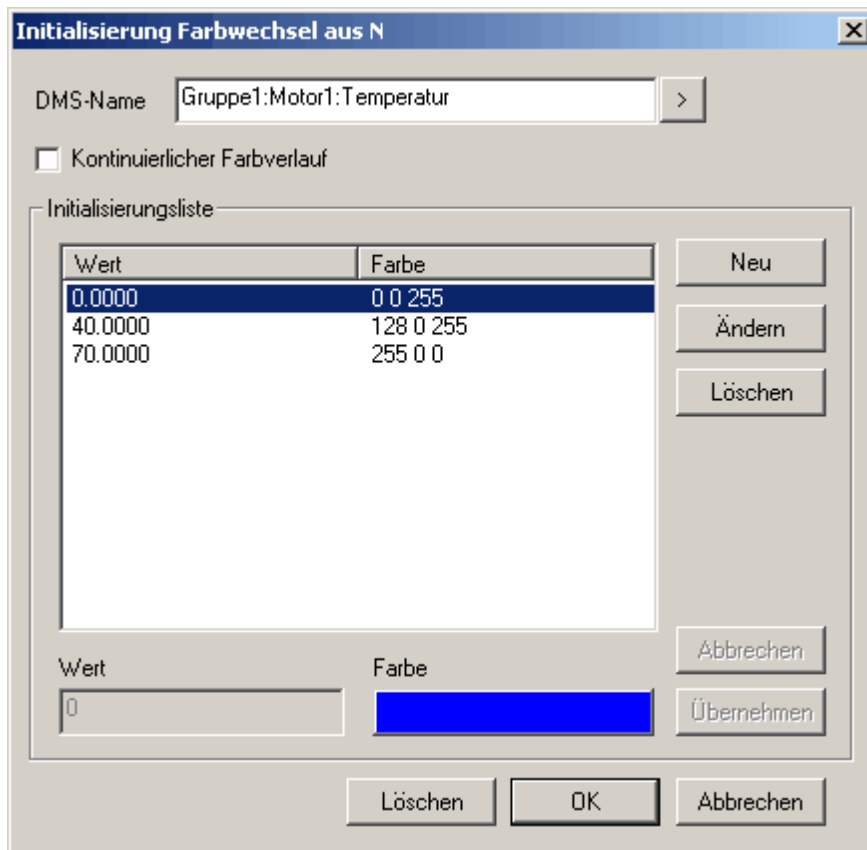 Initialisierung Farbwechsel aus N
DMS-Name Gruppe1:Motor1:Temperatur >
Kontinuierlicher Farbverlauf
Initialisierungsliste
Wert Farbe Neu
0.0000 0 0 255
40.0000 128 0 255 Ändern
70.0000 255 0 0
Löschen
Abbrechen
Wert Farbe
0 Übernehmen
Löschen OK Abbrechen